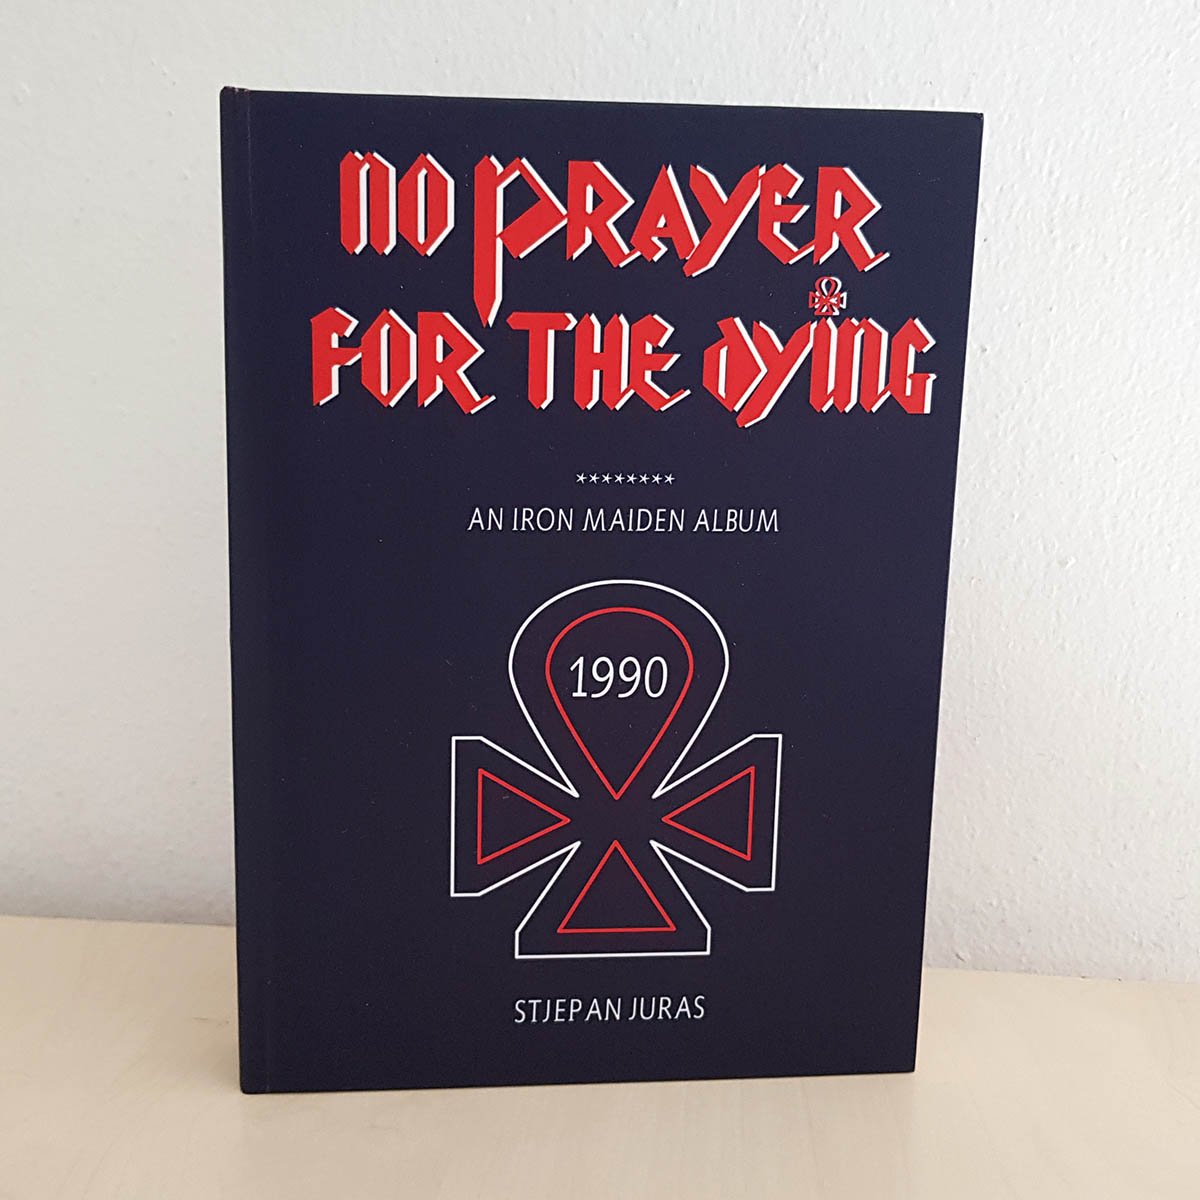 NO PRAYER
FOR THE DYING
********
AN IRON MAIDEN ALBUM
1990
STJEPAN JURAS